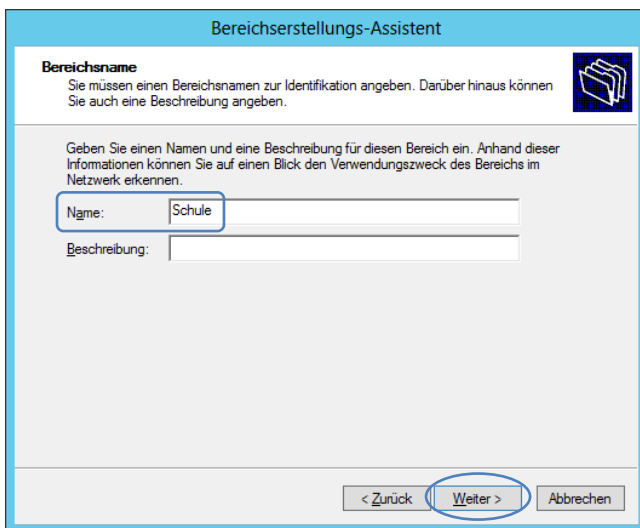 Bereichserstellungs-Assistent
Bereichsname
Sie müssen einen Bereichsnamen zur Identifikation angeben. Darüber hinaus können
Sie auch eine Beschreibung angeben.
Geben Sie einen Namen und eine Beschreibung für diesen Bereich ein. Anhand dieser
Informationen können Sie auf einen Blick den Verwendungszweck des Bereichs im
Netzwerk erkennen.
Name: Schule
Beschreibung:
< Zurück Weiter > Abbrechen